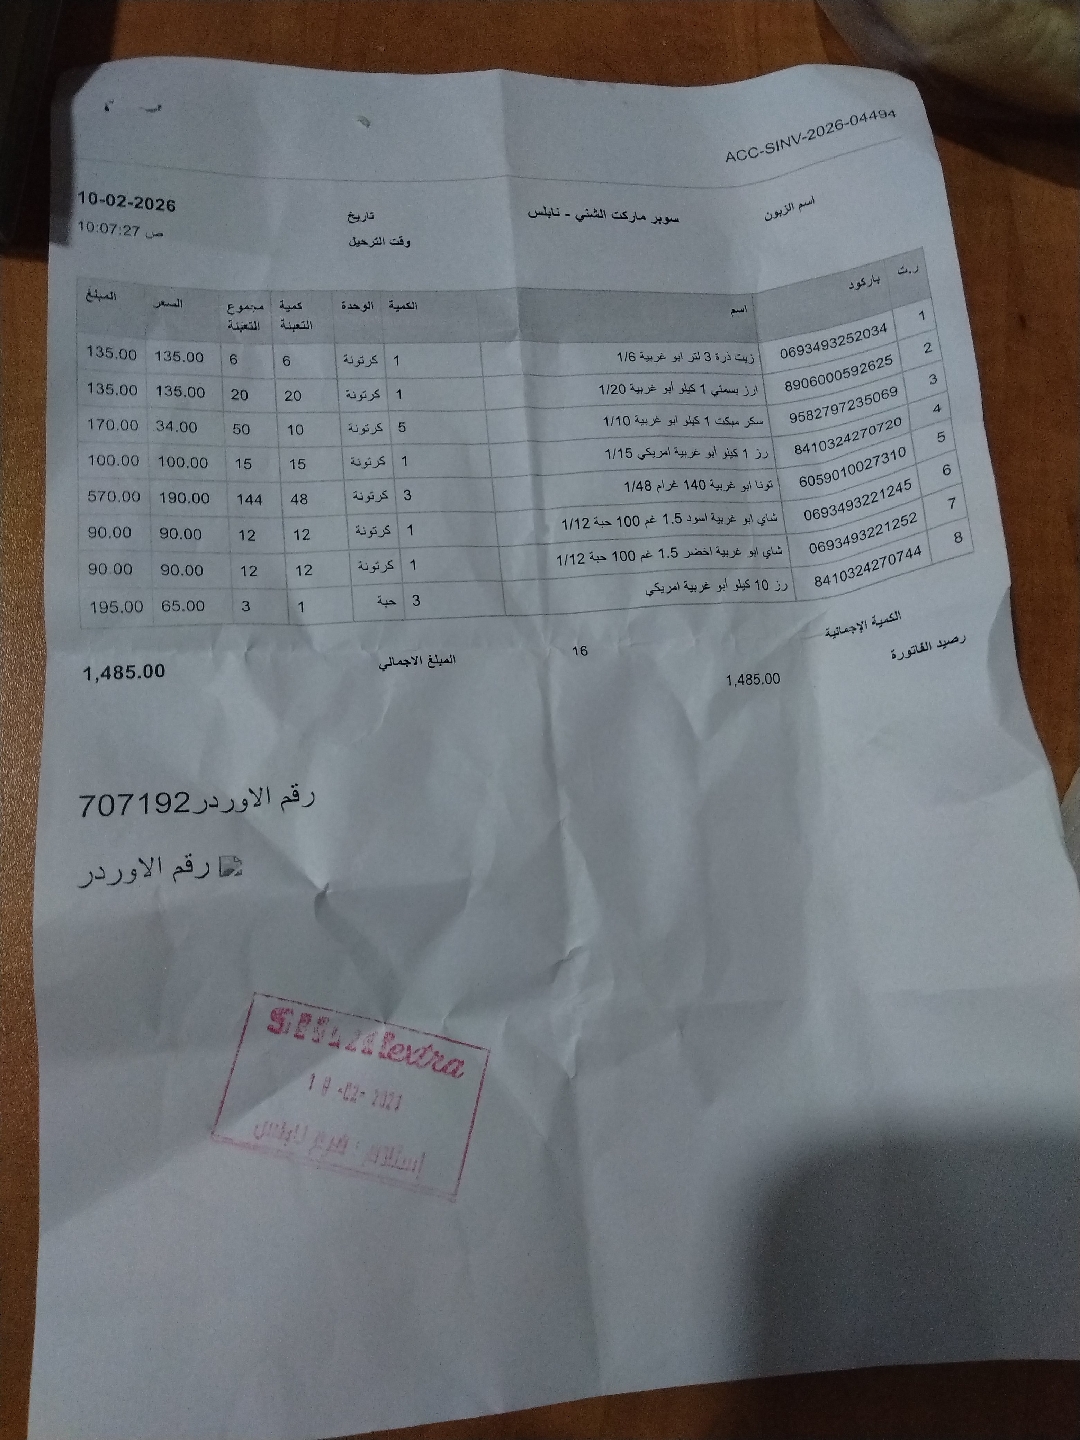 ACC-SINV-2026-04494
اسم الزبون سوبر ماركت الشني - نابلس تاريخ 10-02-2026
وقت الترحيل 10:07:27 ص
ر.ت باركود اسم الكمية الوحدة كمية التعبئة مجموع التعبئة السعر المبلغ
1 0693493252034 زيت ذرة 3 لتر ابو غربية 1/6 1 كرتونة 6 6 135.00 135.00
2 8906000592625 ارز بسمتي 1 كيلو أبو غربية 1/20 1 كرتونة 20 20 135.00 135.00
3 9582797235069 سكر مبكت 1 كيلو ابو غربية 1/10 5 كرتونة 10 50 34.00 170.00
4 8410324270720 رز 1 كيلو أبو غربية امريكي 1/15 1 كرتونة 15 15 100.00 100.00
5 6059010027310 تونا ابو غربية 140 غرام 1/48 3 كرتونة 48 144 190.00 570.00
6 0693493221245 شاي ابو غربية اسود 1.5 غم 100 حبة 1/12 1 كرتونة 12 12 90.00 90.00
7 0693493221252 شاي ابو غربية اخضر 1.5 غم 100 حبة 1/12 1 كرتونة 12 12 90.00 90.00
8 8410324270744 رز 10 كيلو أبو غربية امريكي 3 حبة 1 3 65.00 195.00
الكمية الإجمالية 16 المبلغ الاجمالي 1,485.00
رصيد الفاتورة 1,485.00
رقم الاوردر707192
رقم الاوردر
extra